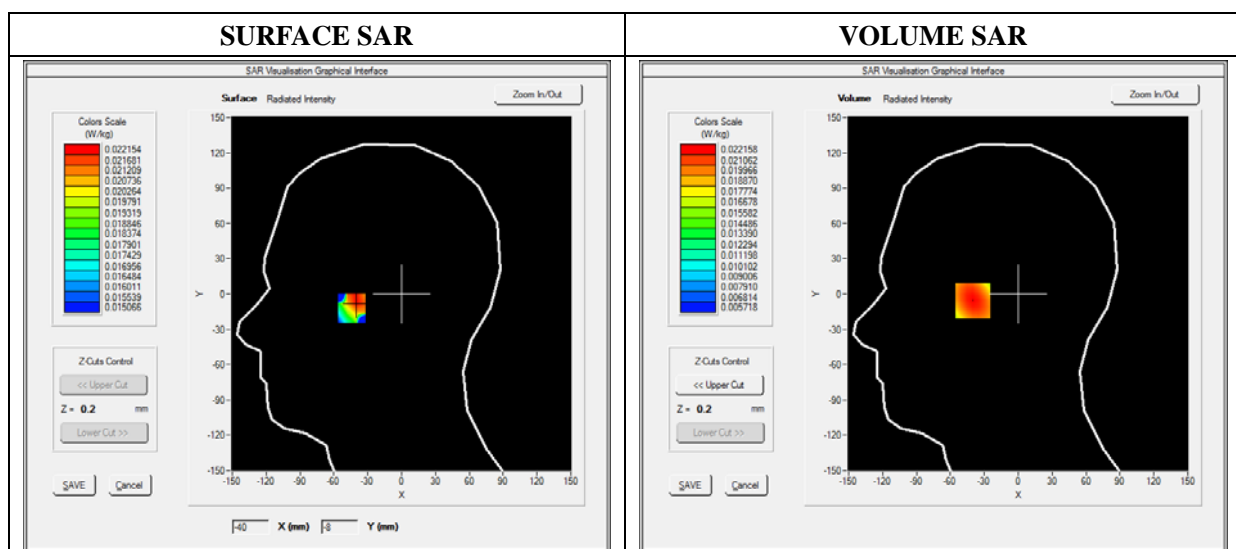 SURFACE SAR
VOLUME SAR
SAR Visualisation Graphical Interface
Surface Radiated Intensity
Zoom In/Out
Colors Scale
(W/kg)
0.022154
0.021681
0.021209
0.020736
0.020264
0.019791
0.019319
0.018846
0.018374
0.017901
0.017429
0.016956
0.016484
0.016011
0.015539
0.015066
150
120
90
60
30
0
-30
-60
-90
-120
-150
Y
-150 -120 -90 -60 -30 0 30 60 90 120 150
X
Z-Cuts Control
<< Upper Cut
Z = 0.2 mm
Lower Cut >>
SAVE Cancel
-40 X (mm) -8 Y (mm)
SAR Visualisation Graphical Interface
Volume Radiated Intensity
Zoom In/Out
Colors Scale
(W/kg)
0.022158
0.021062
0.019966
0.018870
0.017774
0.016678
0.015582
0.014486
0.013390
0.012294
0.011198
0.010102
0.009006
0.007910
0.006814
0.005718
150
120
90
60
30
0
-30
-60
-90
-120
-150
Y
-150 -120 -90 -60 -30 0 30 60 90 120 150
X
Z-Cuts Control
<< Upper Cut
Z = 0.2 mm
Lower Cut >>
SAVE Cancel